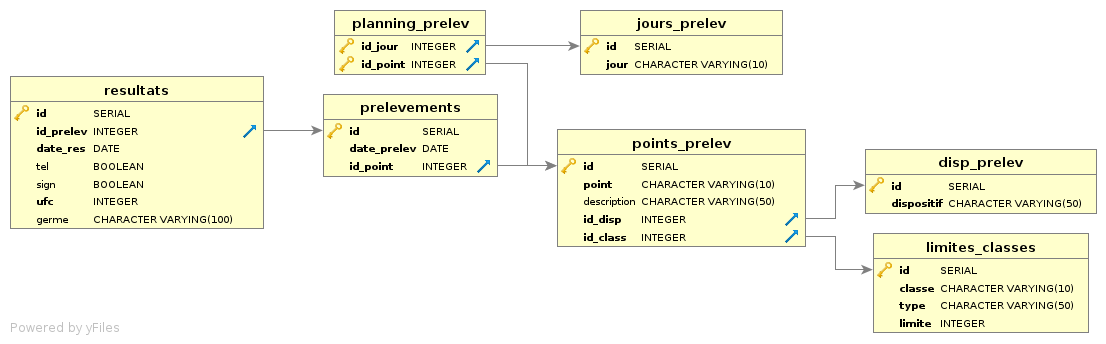 planning_prelev
id_jour INTEGER
id_point INTEGER
jours_prelev
id SERIAL
jour CHARACTER VARYING(10)
resultats
id SERIAL
id_prelev INTEGER
date_res DATE
tel BOOLEAN
sign BOOLEAN
ufc INTEGER
germe CHARACTER VARYING(100)
prelevements
id SERIAL
date_prelev DATE
id_point INTEGER
points_prelev
id SERIAL
point CHARACTER VARYING(10)
description CHARACTER VARYING(50)
id_disp INTEGER
id_class INTEGER
disp_prelev
id SERIAL
dispositif CHARACTER VARYING(50)
limites_classes
id SERIAL
classe CHARACTER VARYING(10)
type CHARACTER VARYING(50)
limite INTEGER
Powered by yFiles